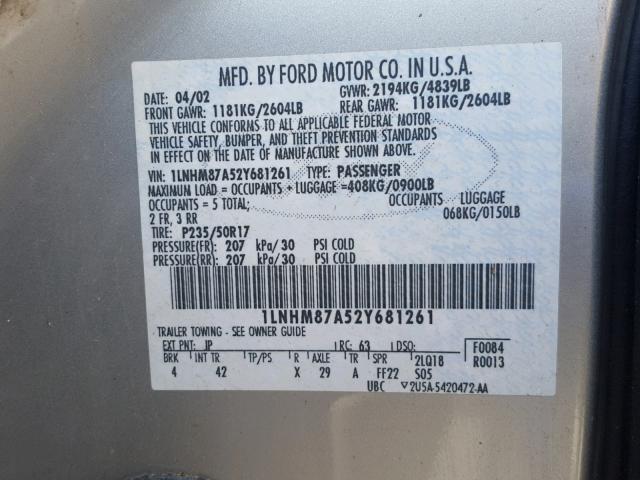 MFD. BY FORD MOTOR CO. IN U.S.A.
DATE: 04/02 GVWR: 2194KG/4839LB
FRONT GAWR: 1181KG/2604LB REAR GAWR: 1181KG/2604LB
THIS VEHICLE CONFORMS TO ALL APPLICABLE FEDERAL MOTOR
VEHICLE SAFETY, BUMPER, AND THEFT PREVENTION STANDARDS
IN EFFECT ON THE DATE OF MANUFACTURE SHOWN ABOVE.
VIN: 1LNHM87A52Y681261 TYPE: PASSENGER
MAXIMUM LOAD = OCCUPANTS + LUGGAGE = 408KG/0900LB
OCCUPANTS = 5 TOTAL; OCCUPANTS LUGGAGE
2 FR, 3 RR 068KG/0150LB
TIRE: P235/50R17
PRESSURE(FR) 207 kPa/30 PSI COLD
PRESSURE(RR) 207 kPa/30 PSI COLD
1LNHM87A52Y681261
TRAILER TOWING - SEE OWNER GUIDE
EXT PNT: JP RC: 63 DSO: F0084
BRK INT TR TP/PS R AXLE TR SPR 2LQ18 R0013
4 42 X 29 A FF22 S05
UBC ▽2U5A-5420472-AA